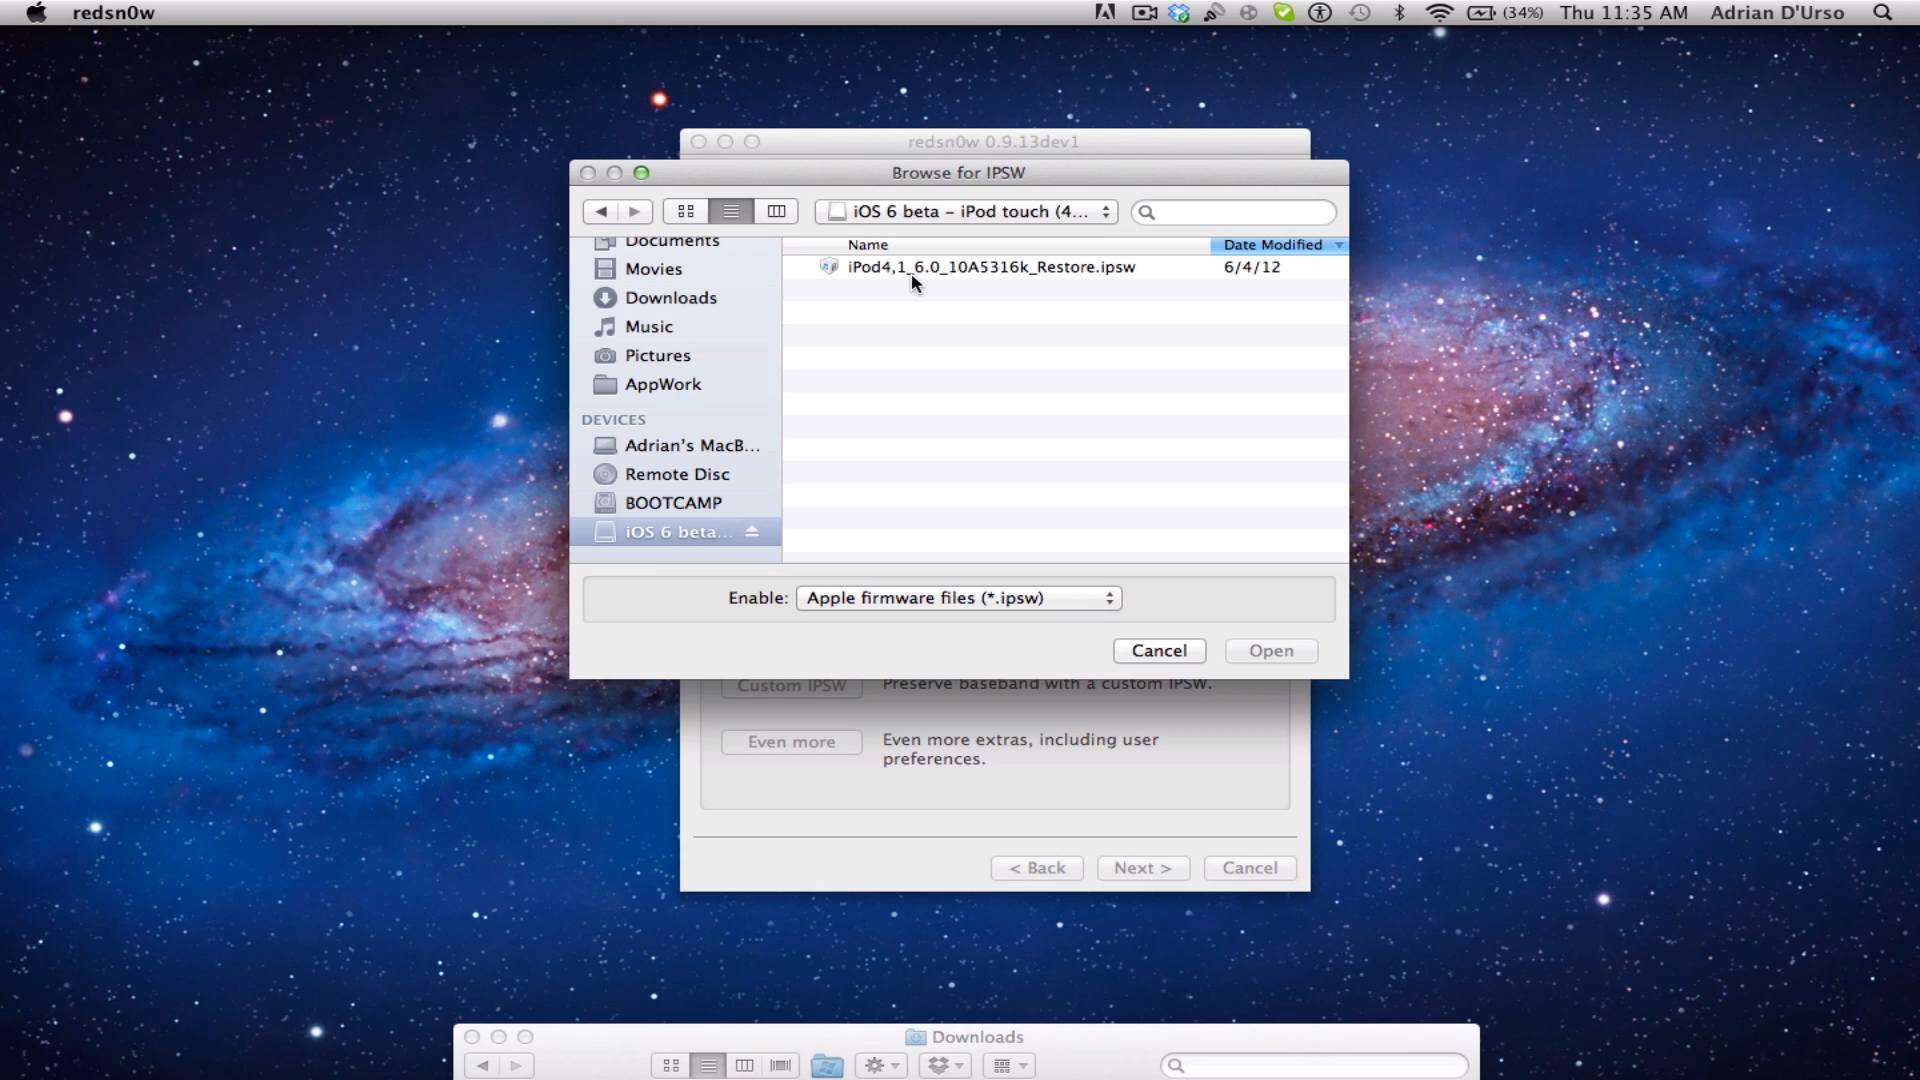 redsn0w
(34%)
Thu 11:35 AM
Adrian D'Urso
redsn0w 0.9.13dev1
Browse for IPSW
iOS 6 beta – iPod touch (4...
Documents
Movies
Downloads
Music
Pictures
AppWork
DEVICES
Adrian's MacB...
Remote Disc
BOOTCAMP
iOS 6 beta...
Name
Date Modified
iPod4,1_6.0_10A5316k_Restore.ipsw
6/4/12
Enable:
Apple firmware files (*.ipsw)
Cancel
Open
Custom IPSW
Preserve baseband with a custom IPSW.
Even more
Even more extras, including user
preferences.
< Back
Next >
Cancel
Downloads